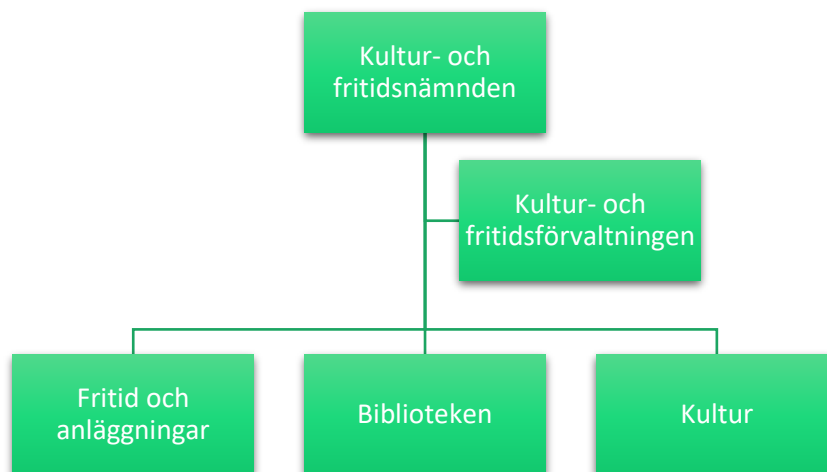 Kultur- och
fritidsnämnden
Kultur- och
fritidsförvaltningen
Fritid och
anläggningar
Biblioteken
Kultur